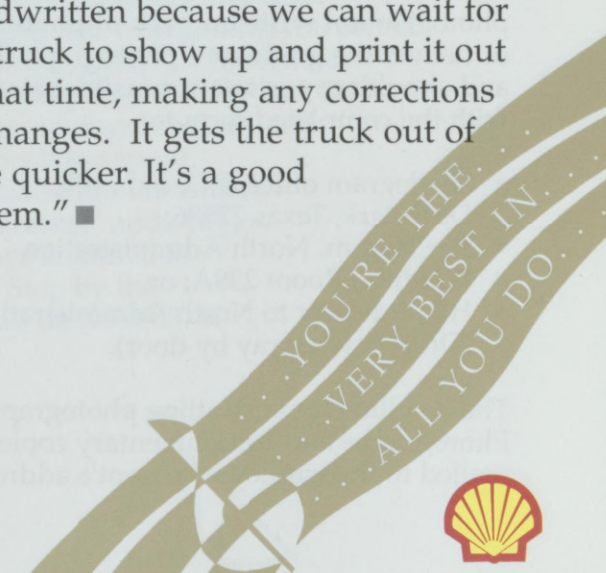 dwritten because we can wait for
truck to show up and print it out
hat time, making any corrections
hanges. It gets the truck out of
e quicker. It's a good
em." ■
. . . YOU'RE THE . . .
. . . VERY BEST IN . . .
. . . ALL YOU DO . . .